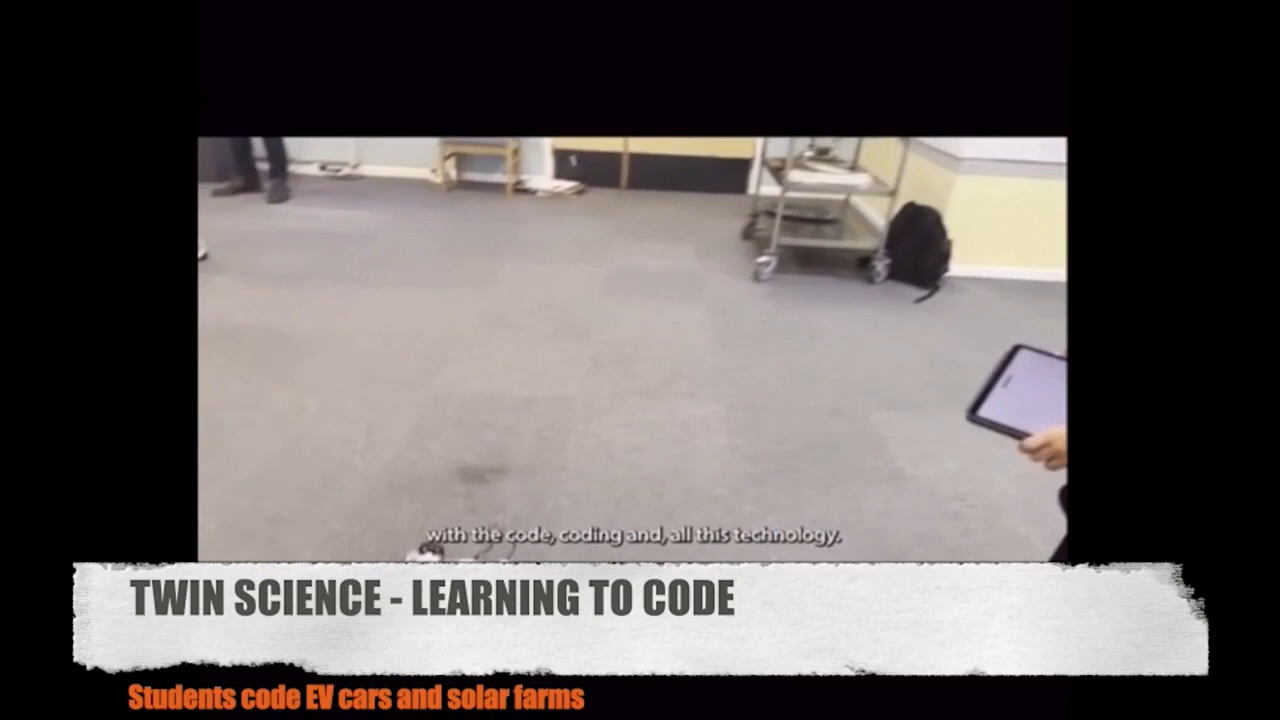 with the code, coding and, all this technology.
TWIN SCIENCE - LEARNING TO CODE
Students code EV cars and solar farms